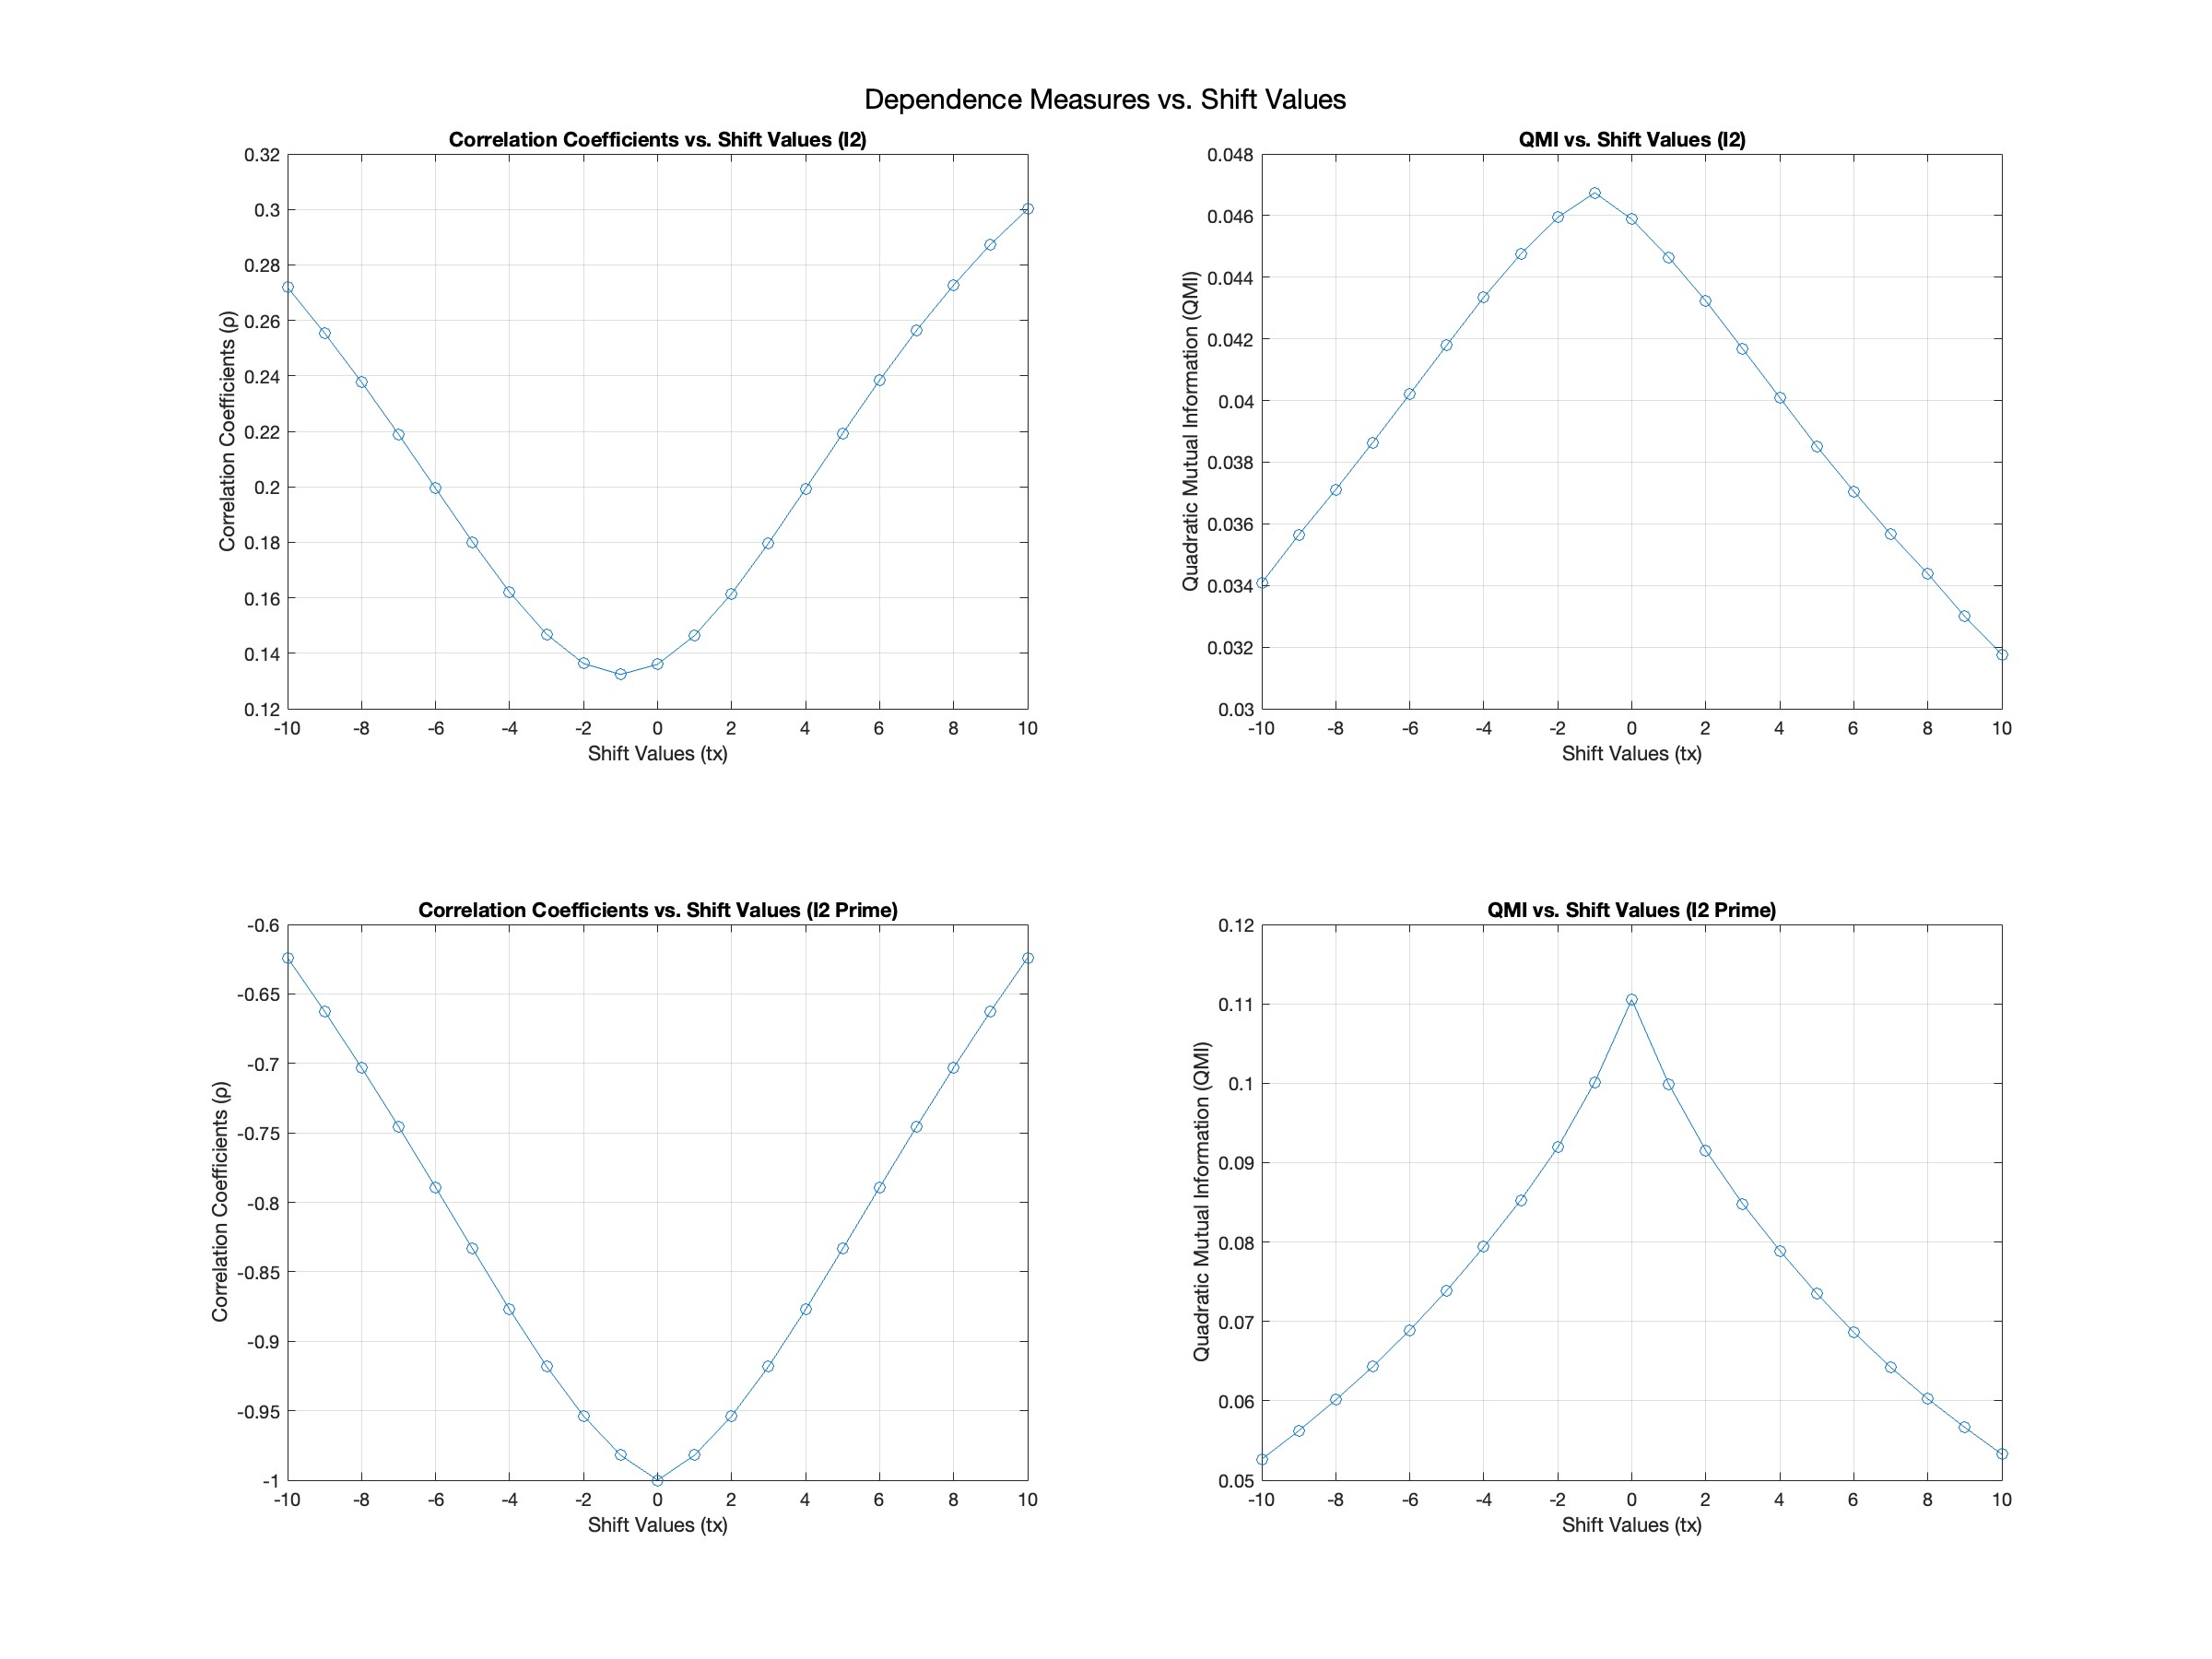 Dependence Measures vs. Shift Values
Correlation Coefficients vs. Shift Values (I2)
0.32
0.3
0.28
0.26
0.24
0.22
0.2
0.18
0.16
0.14
0.12
Correlation Coefficients (ρ)
-10 -8 -6 -4 -2 0 2 4 6 8 10
Shift Values (tx)
QMI vs. Shift Values (I2)
0.048
0.046
0.044
0.042
0.04
0.038
0.036
0.034
0.032
0.03
Quadratic Mutual Information (QMI)
-10 -8 -6 -4 -2 0 2 4 6 8 10
Shift Values (tx)
Correlation Coefficients vs. Shift Values (I2 Prime)
-0.6
-0.65
-0.7
-0.75
-0.8
-0.85
-0.9
-0.95
-1
Correlation Coefficients (ρ)
-10 -8 -6 -4 -2 0 2 4 6 8 10
Shift Values (tx)
QMI vs. Shift Values (I2 Prime)
0.12
0.11
0.1
0.09
0.08
0.07
0.06
0.05
Quadratic Mutual Information (QMI)
-10 -8 -6 -4 -2 0 2 4 6 8 10
Shift Values (tx)